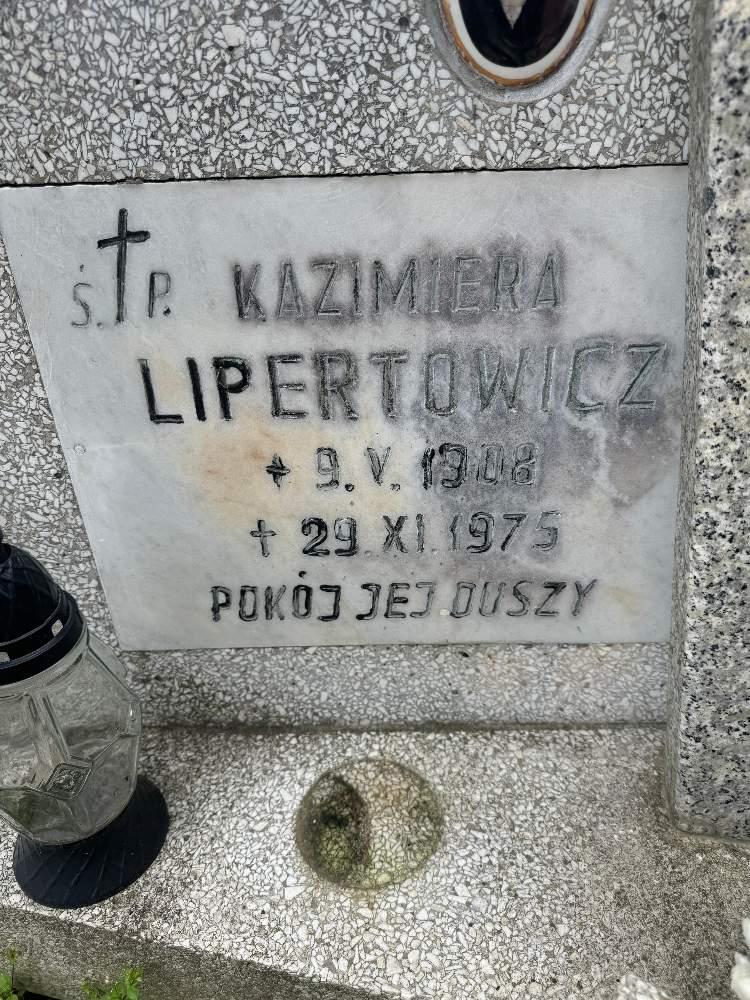 Ś. † P. KAZIMIERA
LIPERTOWICZ
* 9. V. 1908
† 29. XI. 1975
POKÓJ JEJ DUSZY